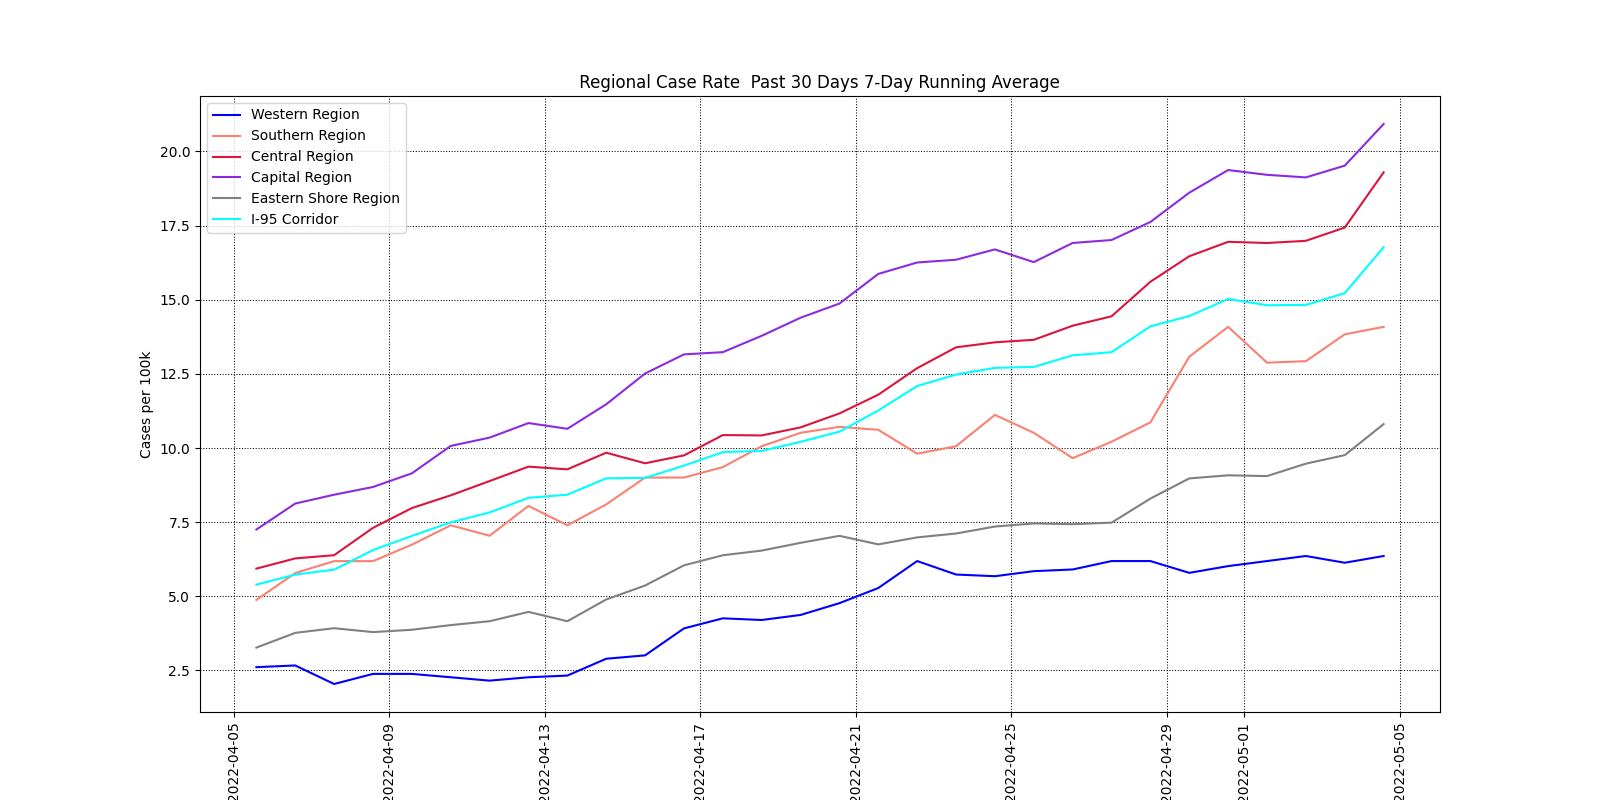 Regional Case Rate  Past 30 Days 7-Day Running Average
Western Region
Southern Region
Central Region
Capital Region
Eastern Shore Region
I-95 Corridor
Cases per 100k
20.0
17.5
15.0
12.5
10.0
7.5
5.0
2.5
2022-04-05
2022-04-09
2022-04-13
2022-04-17
2022-04-21
2022-04-25
2022-04-29
2022-05-01
2022-05-05